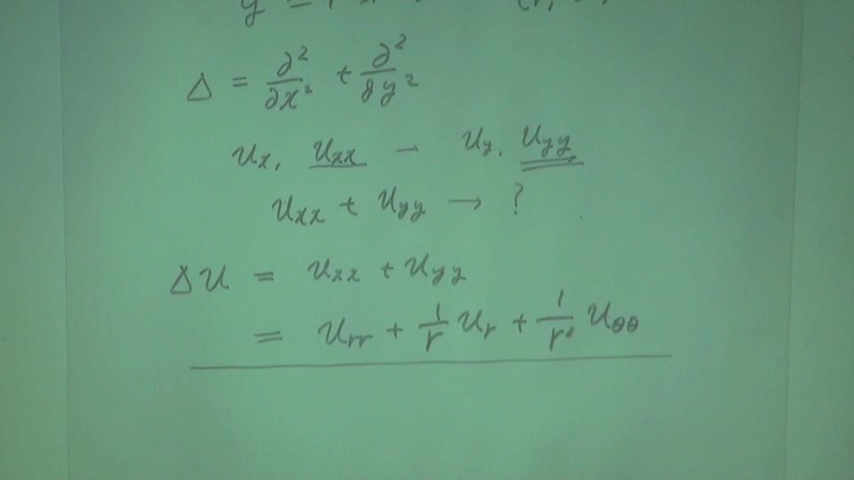 y =
Δ = ∂²/∂x² + ∂²/∂y²
u_x, u_xx — u_y, u_yy
u_xx + u_yy → ?
Δu = u_xx + u_yy
= u_rr + 1/r u_r + 1/r² u_θθ